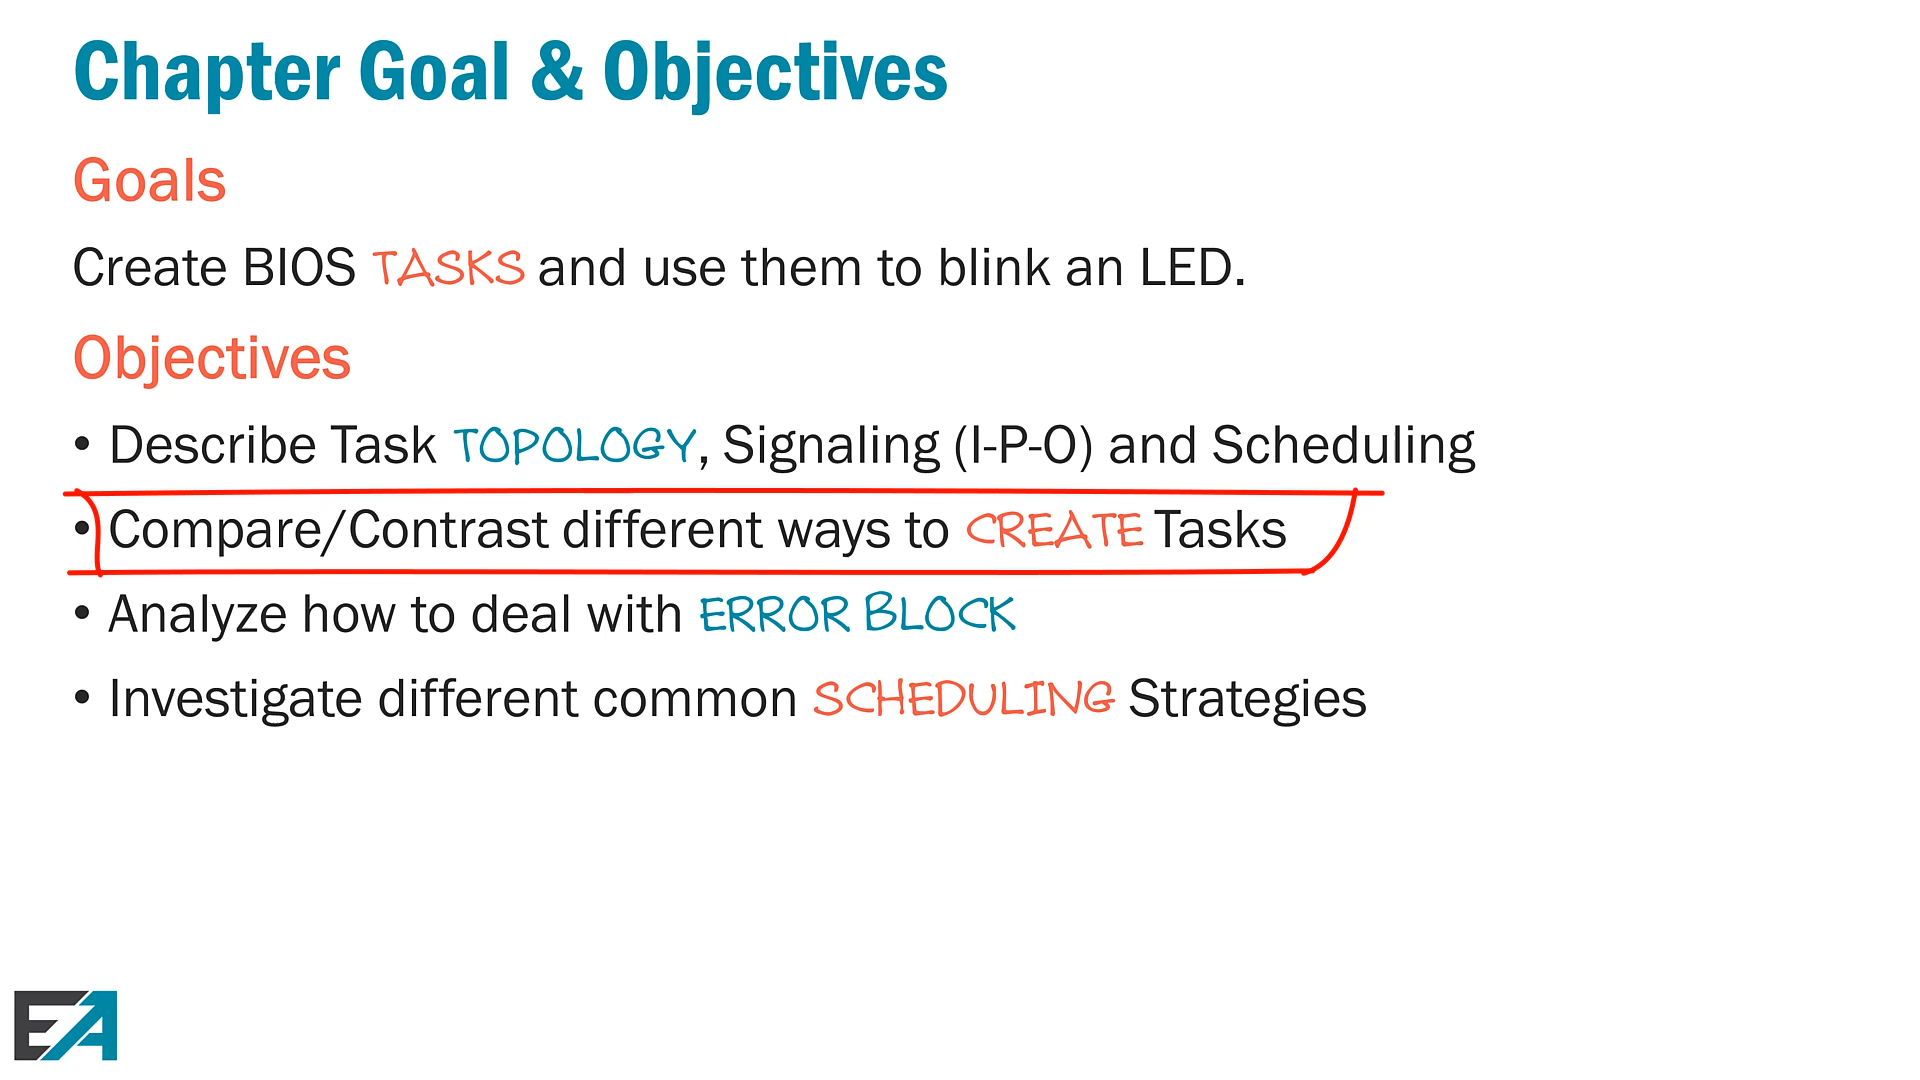 Chapter Goal & Objectives
Goals
Create BIOS TASKS and use them to blink an LED.
Objectives
• Describe Task TOPOLOGY, Signaling (I-P-O) and Scheduling
• Compare/Contrast different ways to CREATE Tasks
• Analyze how to deal with ERROR BLOCK
• Investigate different common SCHEDULING Strategies
EA